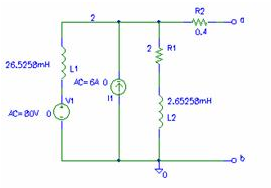 2
R2
a
0.4
2
R1
26.5258mH
L1
AC=6A
0
I1
2.65258mH
L2
V1
AC=80V
0
b
0